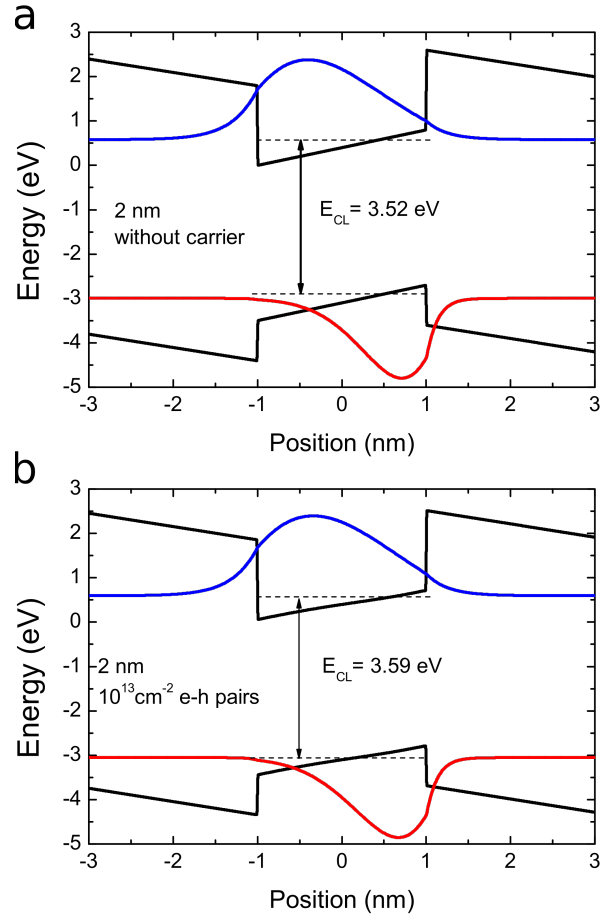 a
3
2
1
0
-1
-2
-3
-4
-5
Energy (eV)
E_CL= 3.52 eV
2 nm
without carrier
-3 -2 -1 0 1 2 3
Position (nm)
b
3
2
1
0
-1
-2
-3
-4
-5
Energy (eV)
E_CL= 3.59 eV
2 nm
10^13cm^-2 e-h pairs
-3 -2 -1 0 1 2 3
Position (nm)